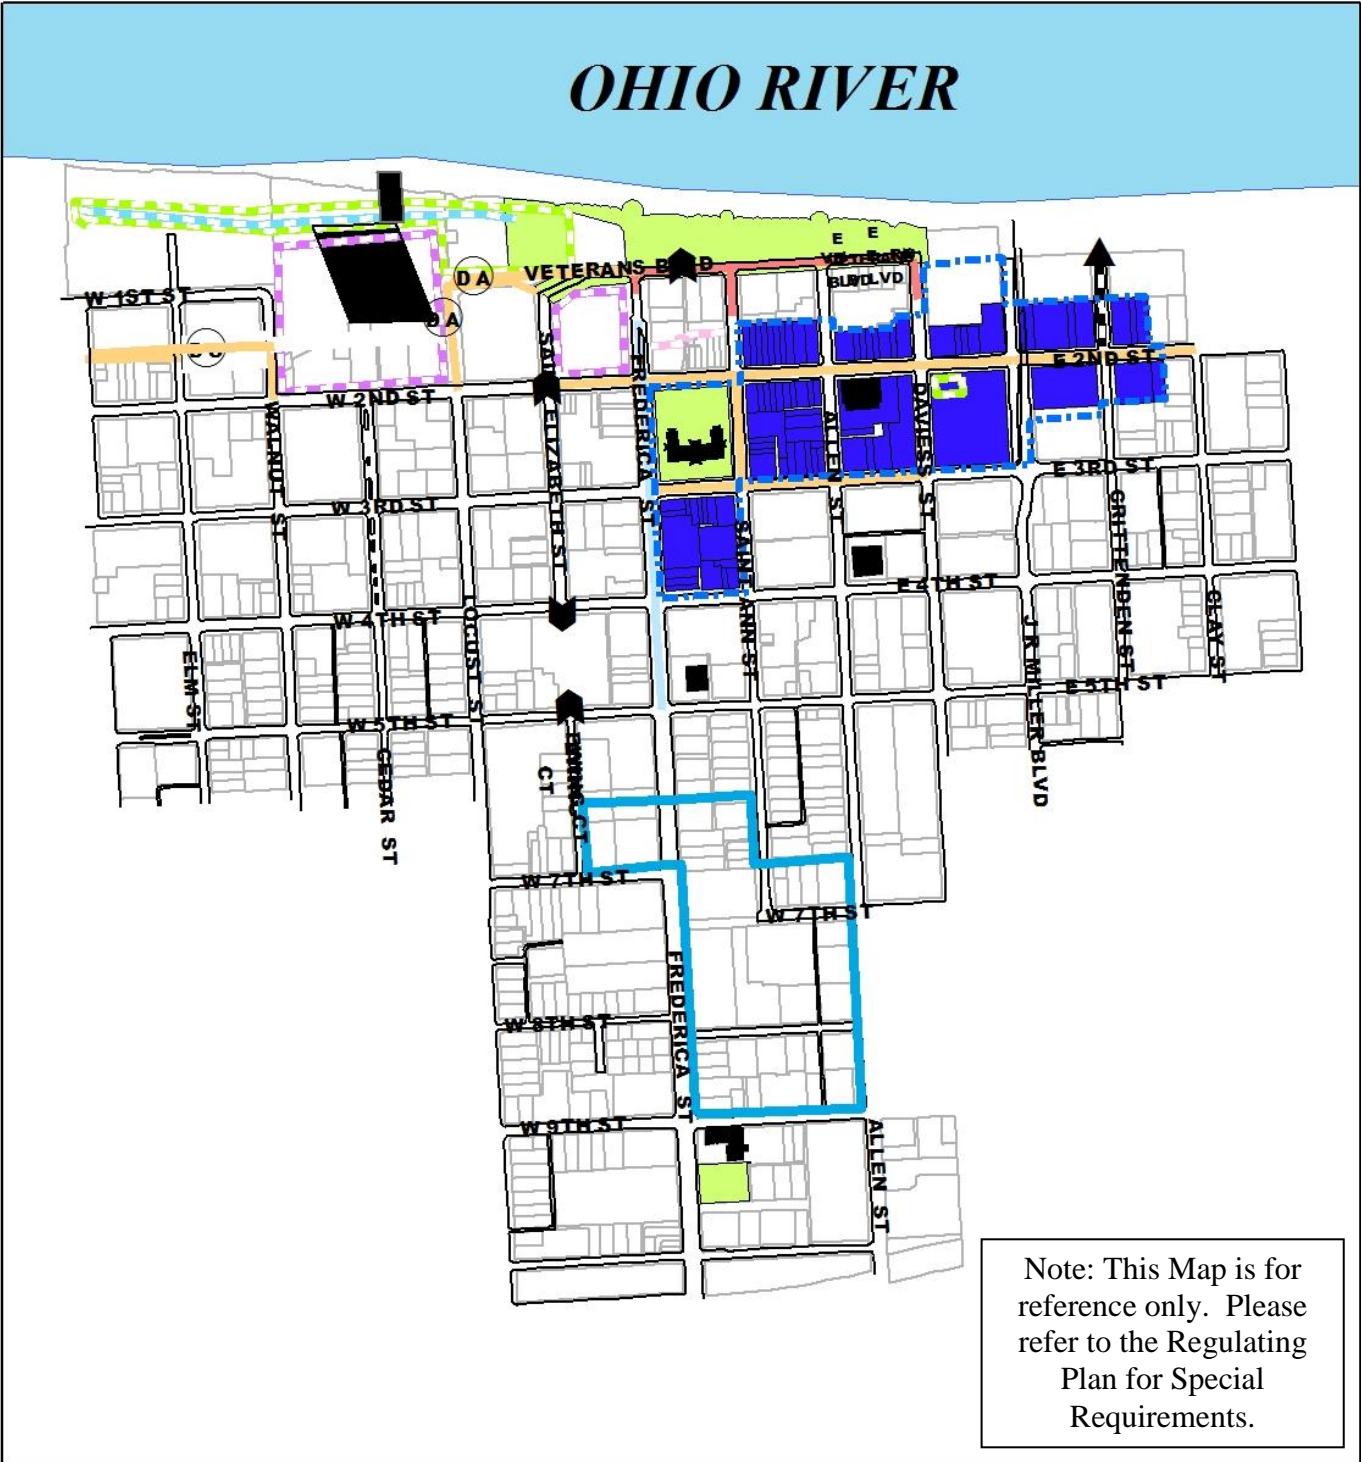 OHIO RIVER
E
E
VETERANS BLVD
BLVD
D A
W 1ST ST
E 2ND ST
W 2ND ST
FREDERICA ST
ELIZABETH ST
WALNUT ST
ALLEN ST
DAVIESS ST
E 3RD ST
W 3RD ST
CRITTENDEN ST
SAINT ANN ST
E 4TH ST
W 4TH ST
LOCUST ST
CLAY ST
J R MILLER BLVD
ELM ST
E 5TH ST
W 5TH ST
CEDAR ST
CT
W 7TH ST
W 7TH ST
FREDERICA ST
W 8TH ST
W 9TH ST
ALLEN ST
Note: This Map is for
reference only. Please
refer to the Regulating
Plan for Special
Requirements.